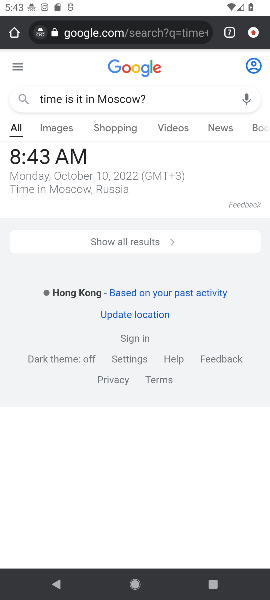 5:43
google.com/search?q=time+
7
Google
time is it in Moscow?
All Images Shopping Videos News Boo
8:43 AM
Monday, October 10, 2022 (GMT+3)
Time in Moscow, Russia
Feedback
Show all results
Hong Kong - Based on your past activity
Update location
Sign in
Dark theme: off Settings Help Feedback
Privacy Terms